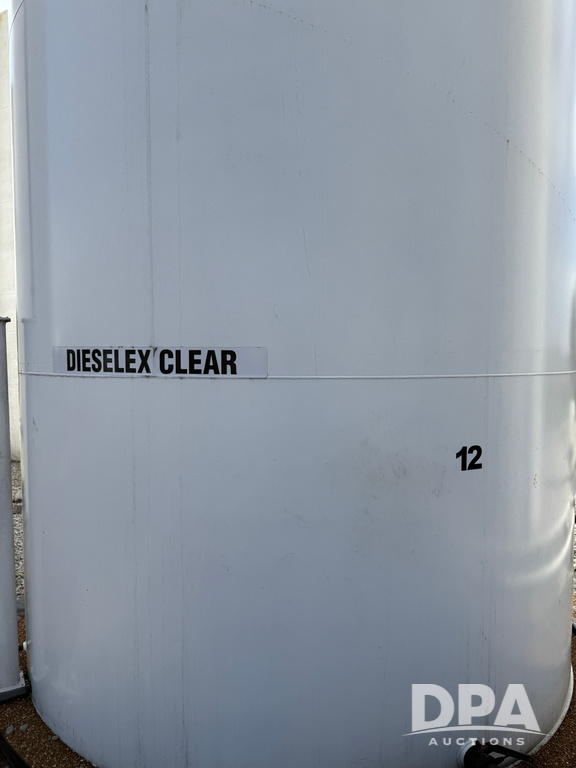 DIESELEX CLEAR
12
DPA
AUCTIONS